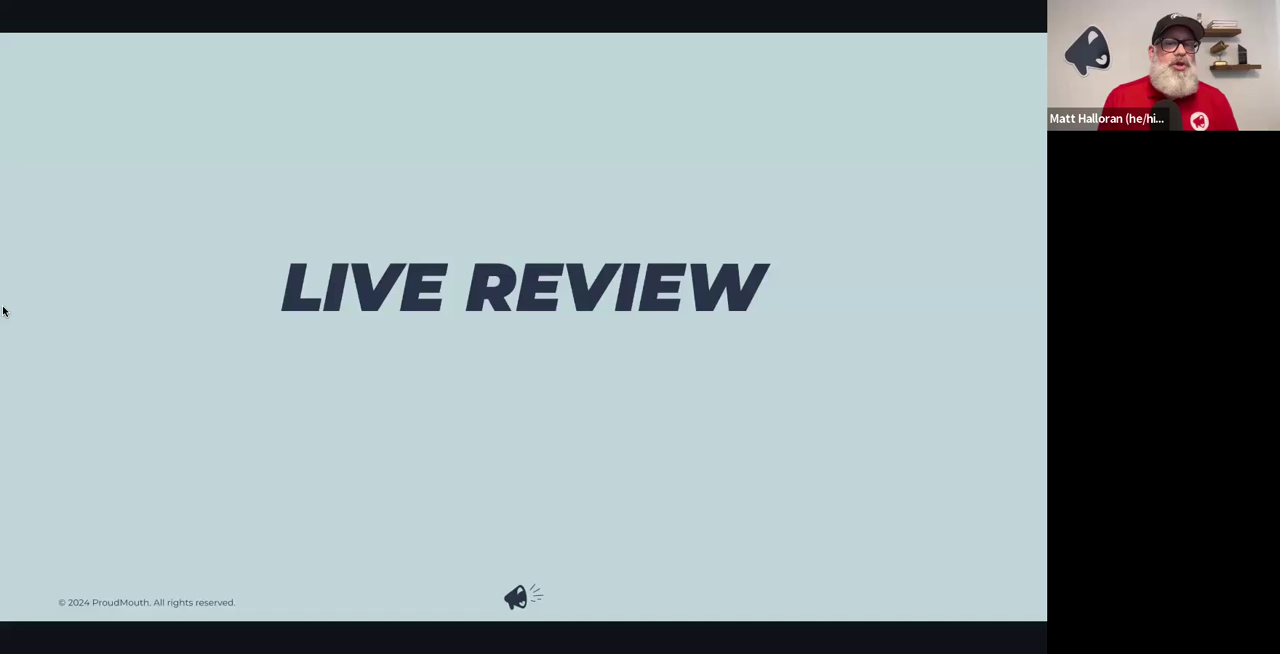 LIVE REVIEW
© 2024 ProudMouth. All rights reserved.
Matt Halloran (he/hi...